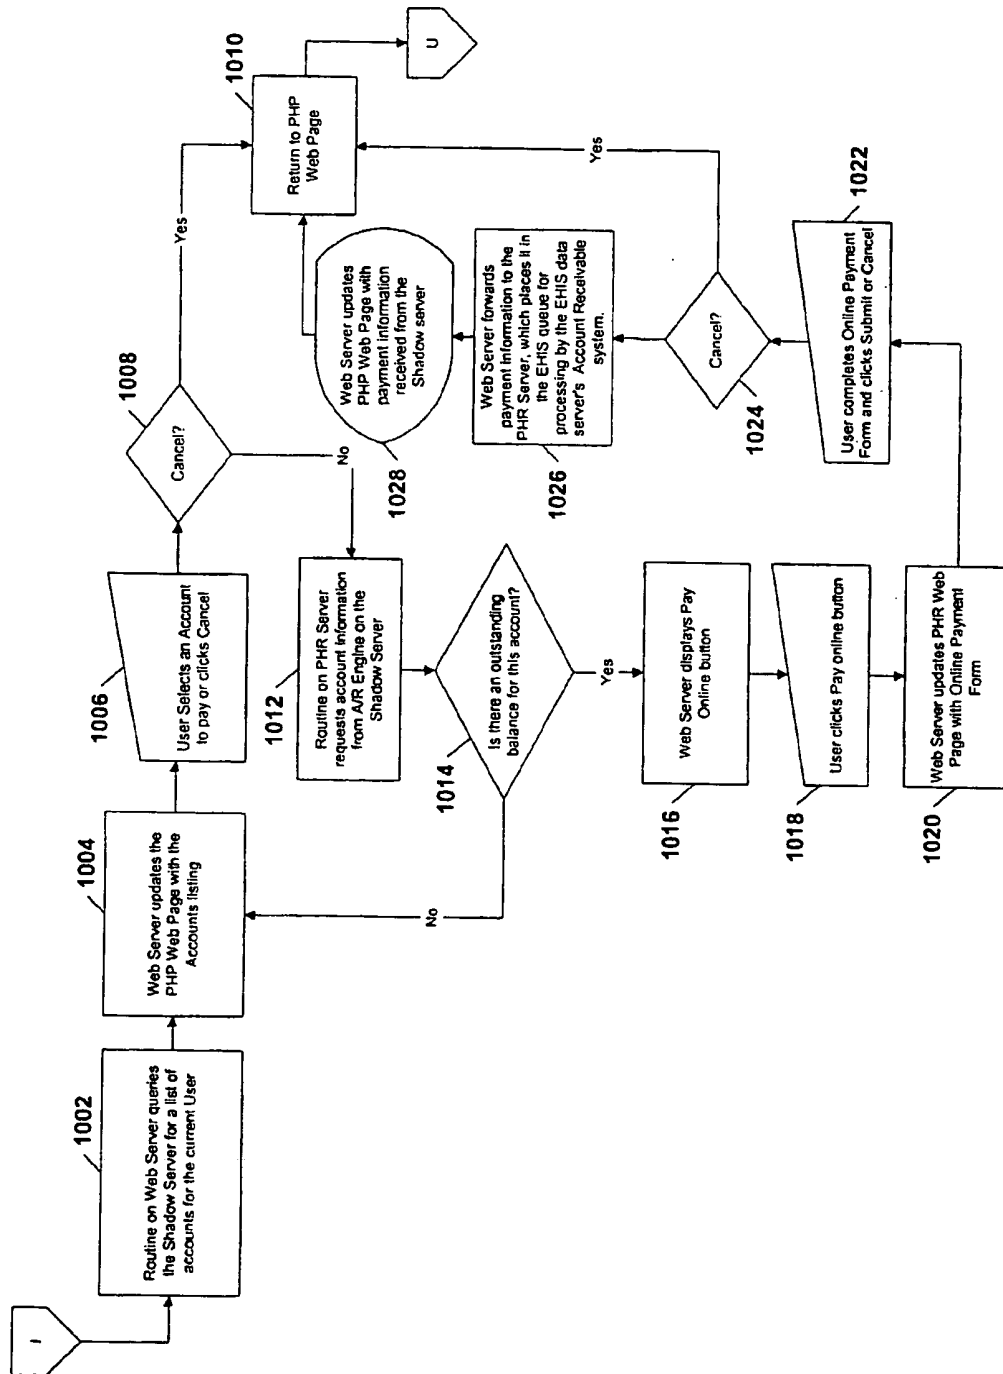 I
1002
Routine on Web Server queries
the Shadow Server for a list of
accounts for the current User
1004
Web Server updates the
PHP Web Page with the
Accounts listing
1006
User Selects an Account
to pay or clicks Cancel
1008
Cancel?
Yes
No
1010
Return to PHP
Web Page
U
1012
Routine on PHR Server
requests account Information
from A/R Engine on the
Shadow Server
1014
Is there an outstanding
balance for this account?
No
Yes
1016
Web Server displays Pay
Online button
1018
User clicks Pay online button
1020
Web Server updates PHR Web
Page with Online Payment
Form
1022
User completes Online Payment
Form and clicks Submit or Cancel
1024
Cancel?
Yes
1026
Web Server forwards
payment Information to the
PHR Server, which places it in
the EHIS queue for
processing by the EHIS data
server's Account Receivable
system.
1028
Web Server updates
PHP Web Page with
payment information
received from the
Shadow server